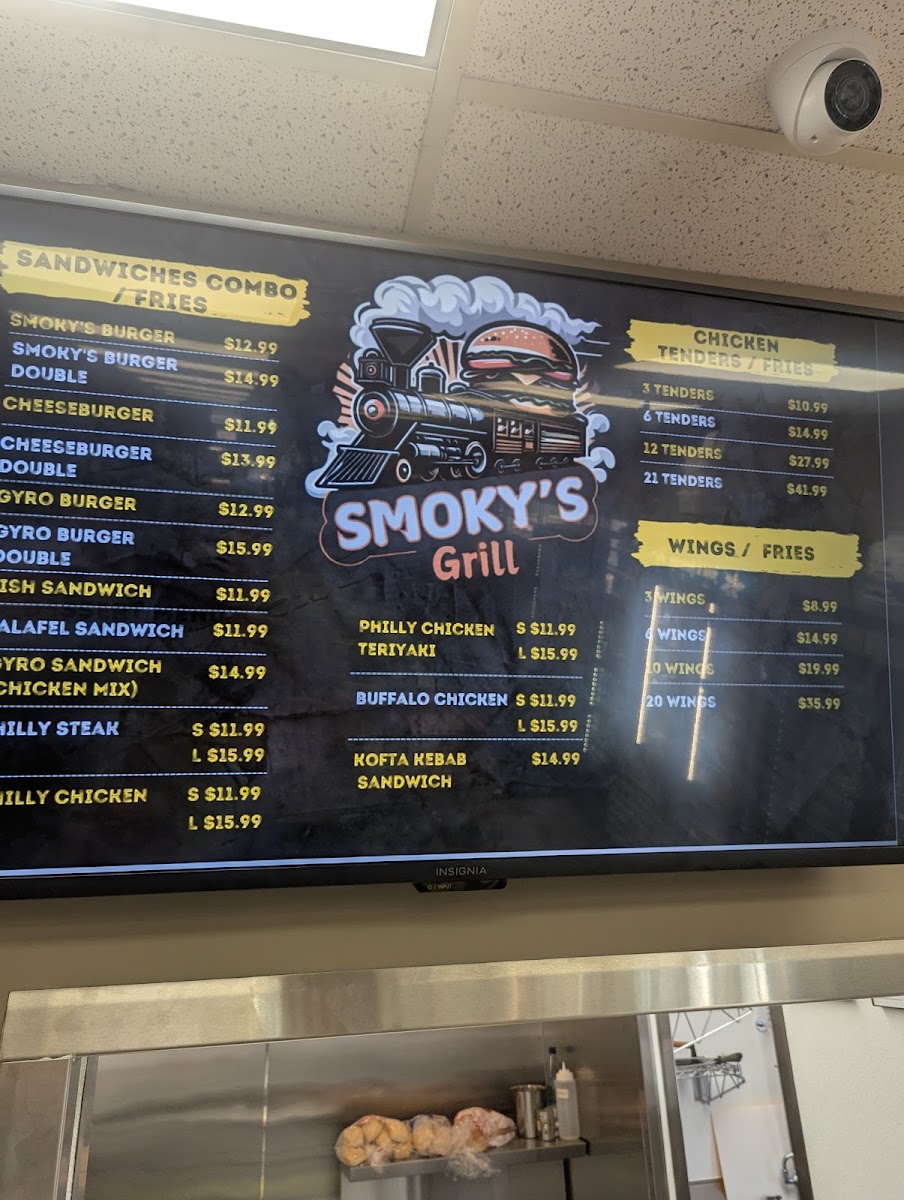 SANDWICHES COMBO
/ FRIES
SMOKY'S BURGER $12.99
SMOKY'S BURGER
DOUBLE $14.99
CHEESEBURGER $11.99
CHEESEBURGER
DOUBLE $13.99
GYRO BURGER $12.99
GYRO BURGER
DOUBLE $15.99
ISH SANDWICH $11.99
ALAFEL SANDWICH $11.99
GYRO SANDWICH
CHICKEN MIX) $14.99
HILLY STEAK S $11.99
L $15.99
HILLY CHICKEN S $11.99
L $15.99
SMOKY'S
Grill
PHILLY CHICKEN S $11.99
TERIYAKI L $15.99
BUFFALO CHICKEN S $11.99
L $15.99
KOFTA KEBAB $14.99
SANDWICH
CHICKEN
TENDERS / FRIES
3 TENDERS $10.99
6 TENDERS $14.99
12 TENDERS $27.99
21 TENDERS $41.99
WINGS / FRIES
3 WINGS $8.99
6 WINGS $14.99
10 WINGS $19.99
20 WINGS $35.99
INSIGNIA
/ INPUT